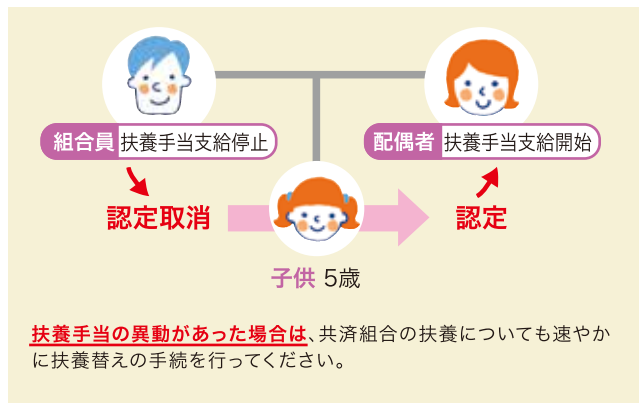 組合員 扶養手当支給停止
配偶者 扶養手当支給開始
認定取消
認定
子供 5歳
扶養手当の異動があった場合は、共済組合の扶養についても速やか
に扶養替えの手続を行ってください。